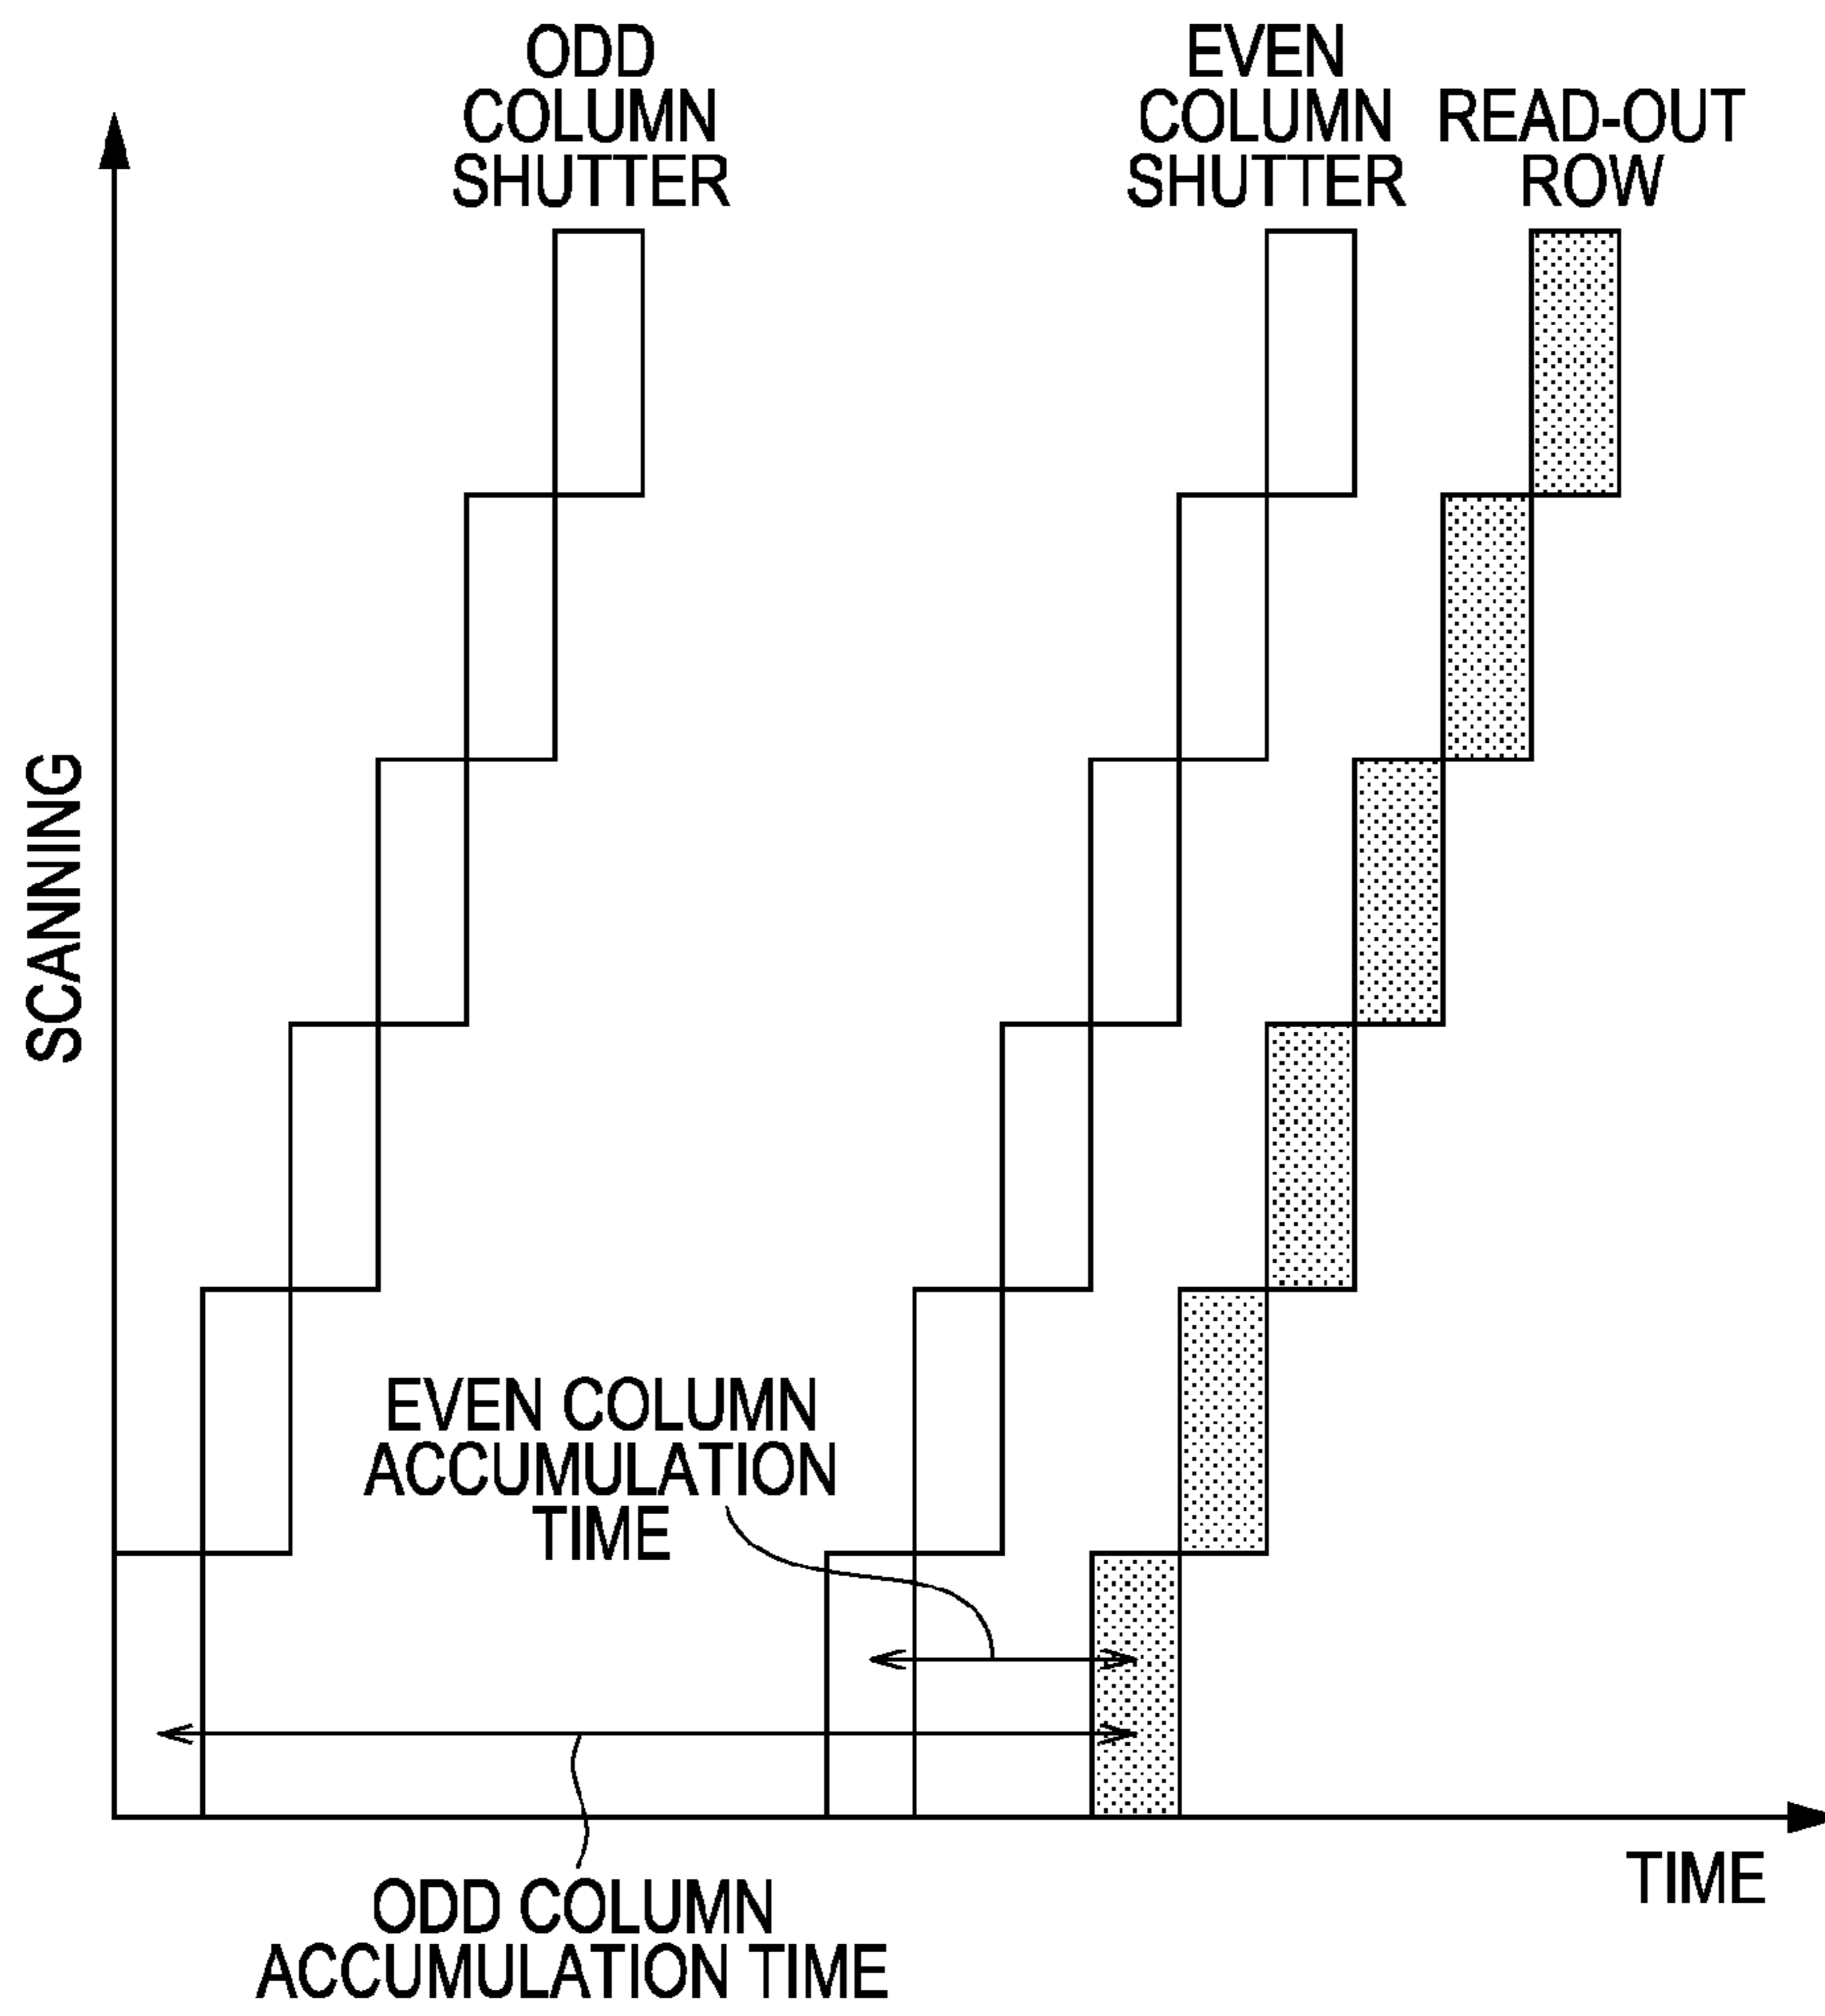 ODD
COLUMN
SHUTTER
EVEN
COLUMN
SHUTTER
READ-OUT
ROW
SCANNING
EVEN COLUMN
ACCUMULATION
TIME
ODD COLUMN
ACCUMULATION TIME
TIME